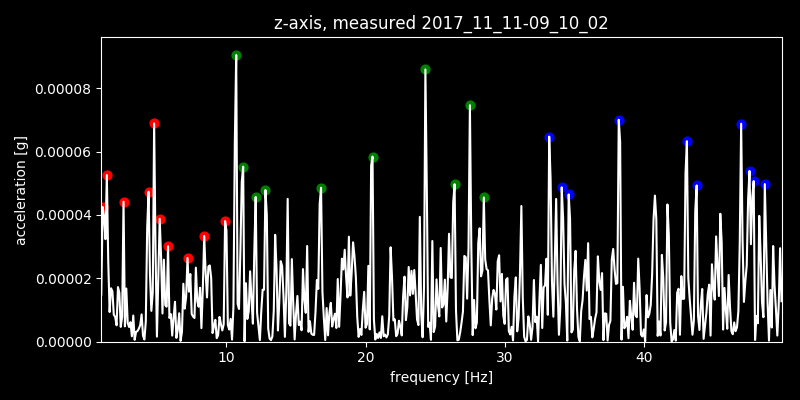 z-axis, measured 2017_11_11-09_10_02
acceleration [g]
0.00008
0.00006
0.00004
0.00002
0.00000
10 20 30 40
frequency [Hz]